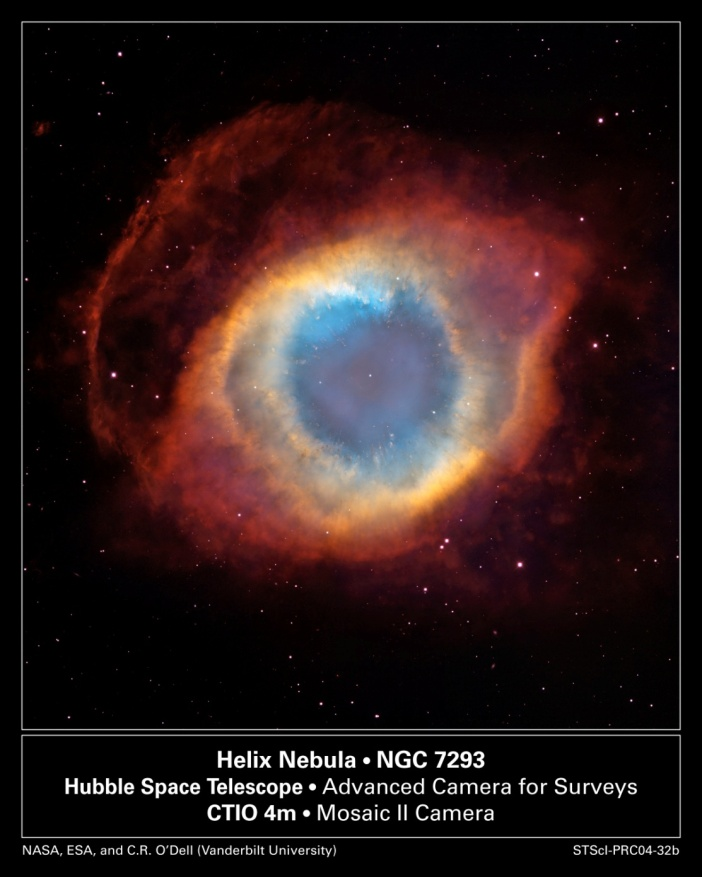 Helix Nebula • NGC 7293
Hubble Space Telescope • Advanced Camera for Surveys
CTIO 4m • Mosaic II Camera
NASA, ESA, and C.R. O’Dell (Vanderbilt University)
STScI-PRC04-32b